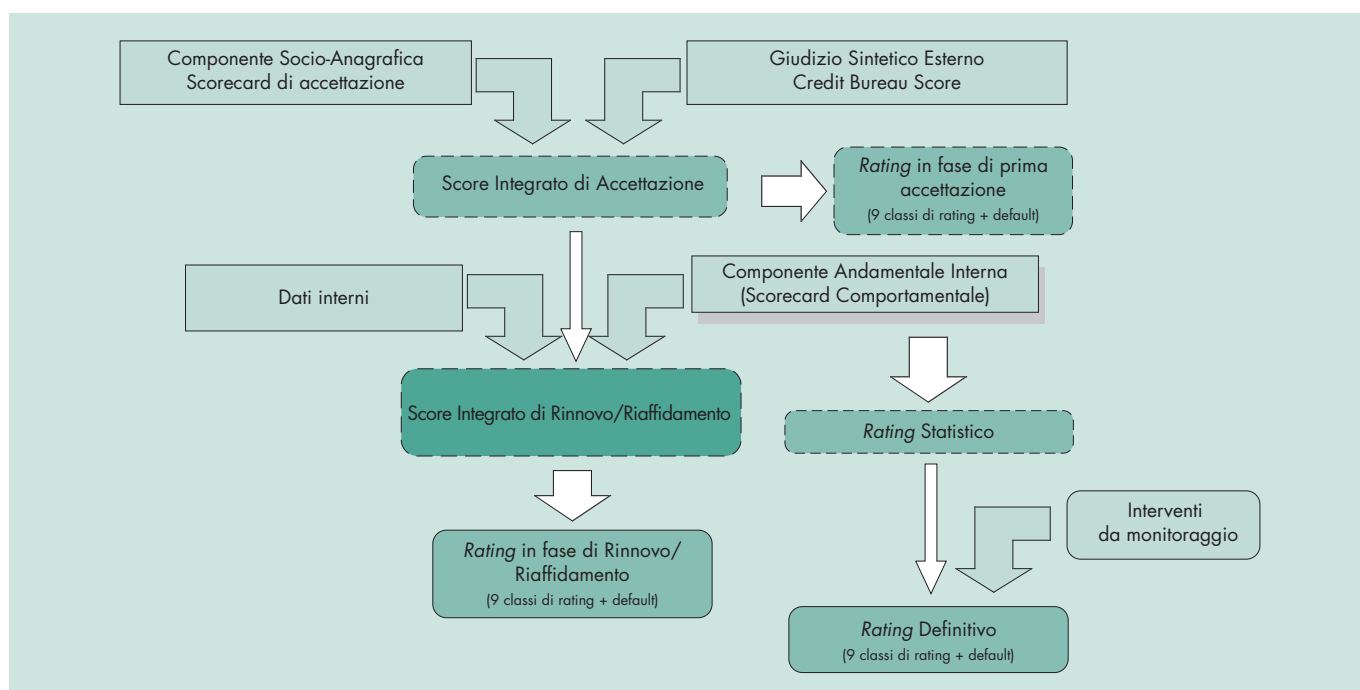 Componente Socio-Anagrafica
Scorecard di accettazione
Giudizio Sintetico Esterno
Credit Bureau Score
Score Integrato di Accettazione
Rating in fase di prima
accettazione
(9 classi di rating + default)
Dati interni
Componente Andamentale Interna
(Scorecard Comportamentale)
Score Integrato di Rinnovo/Riaffidamento
Rating Statistico
Interventi
da monitoraggio
Rating in fase di Rinnovo/
Riaffidamento
(9 classi di rating + default)
Rating Definitivo
(9 classi di rating + default)